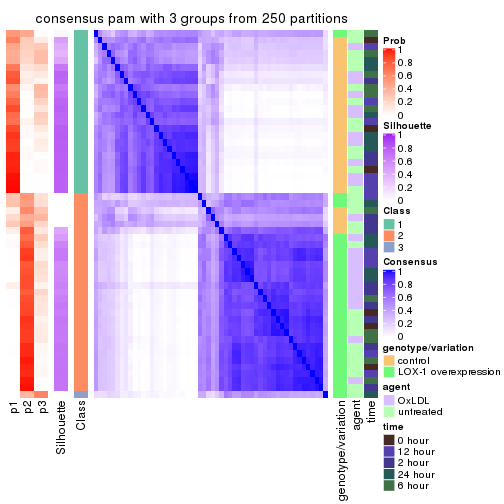 consensus pam with 3 groups from 250 partitions
Prob
1
0.8
0.6
0.4
0.2
0
Silhouette
1
0.8
0.6
0.4
0.2
0
Class
1
2
3
Consensus
1
0.8
0.6
0.4
0.2
0
genotype/variation
control
LOX-1 overexpression
agent
OxLDL
untreated
time
0 hour
12 hour
2 hour
24 hour
6 hour
p1
p2
p3
Silhouette
Class
genotype/variation
agent
time